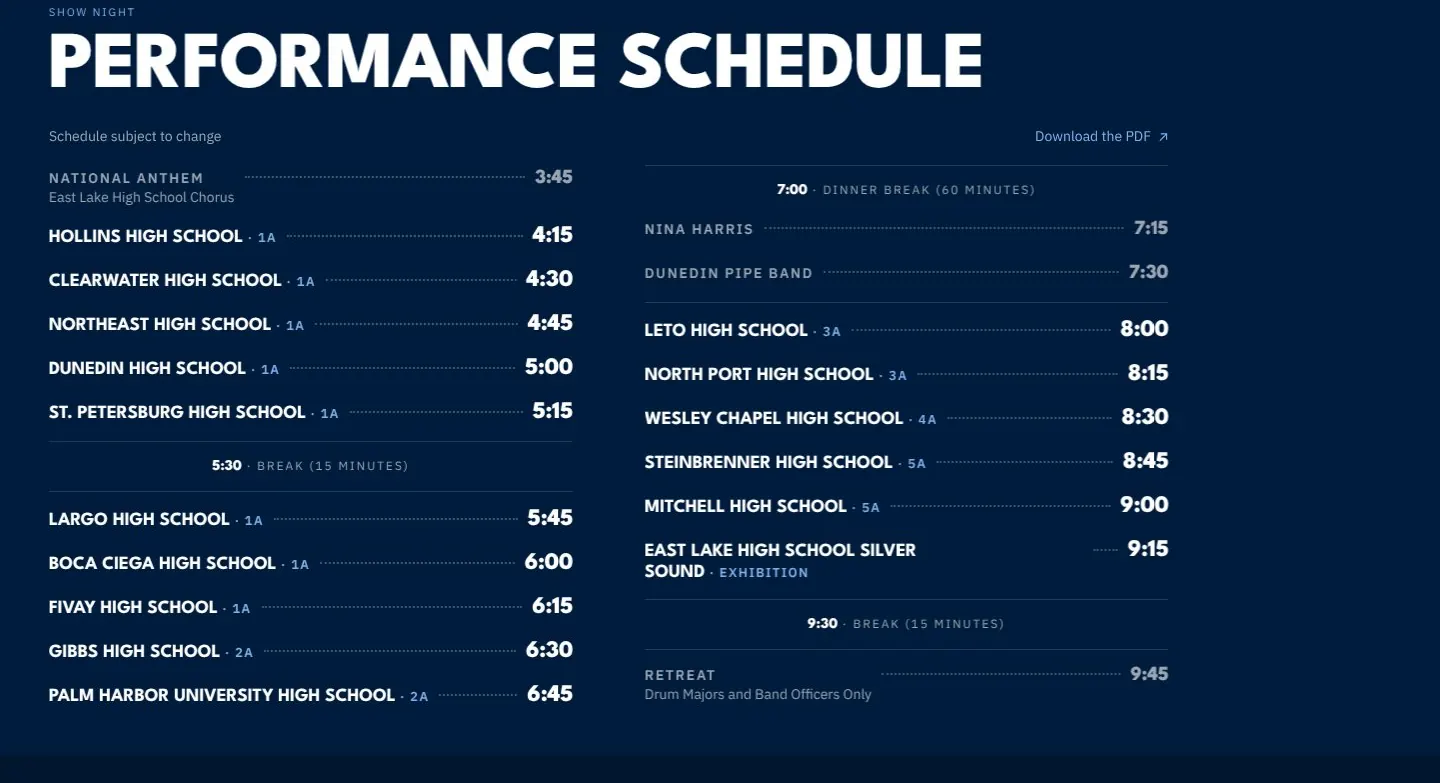 SHOW NIGHT
PERFORMANCE SCHEDULE
Schedule subject to change
Download the PDF ↗
NATIONAL ANTHEM 3:45
East Lake High School Chorus
HOLLINS HIGH SCHOOL · 1A 4:15
CLEARWATER HIGH SCHOOL · 1A 4:30
NORTHEAST HIGH SCHOOL · 1A 4:45
DUNEDIN HIGH SCHOOL · 1A 5:00
ST. PETERSBURG HIGH SCHOOL · 1A 5:15
5:30 · BREAK (15 MINUTES)
LARGO HIGH SCHOOL · 1A 5:45
BOCA CIEGA HIGH SCHOOL · 1A 6:00
FIVAY HIGH SCHOOL · 1A 6:15
GIBBS HIGH SCHOOL · 2A 6:30
PALM HARBOR UNIVERSITY HIGH SCHOOL · 2A 6:45
7:00 · DINNER BREAK (60 MINUTES)
NINA HARRIS 7:15
DUNEDIN PIPE BAND 7:30
LETO HIGH SCHOOL · 3A 8:00
NORTH PORT HIGH SCHOOL · 3A 8:15
WESLEY CHAPEL HIGH SCHOOL · 4A 8:30
STEINBRENNER HIGH SCHOOL · 5A 8:45
MITCHELL HIGH SCHOOL · 5A 9:00
EAST LAKE HIGH SCHOOL SILVER 9:15
SOUND · EXHIBITION
9:30 · BREAK (15 MINUTES)
RETREAT 9:45
Drum Majors and Band Officers Only